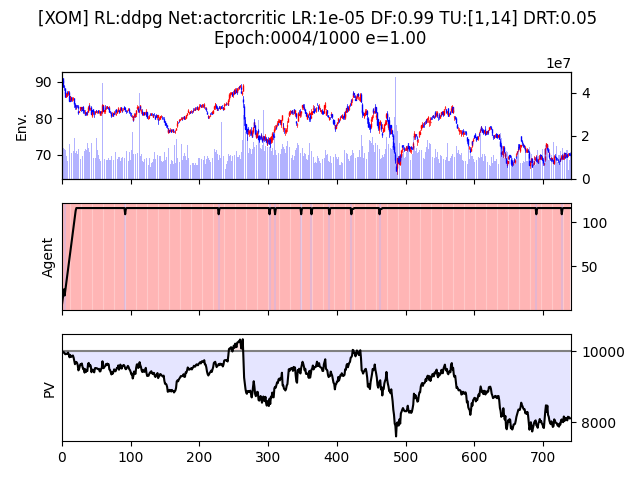 [XOM] RL:ddpg Net:actorcritic LR:1e-05 DF:0.99 TU:[1,14] DRT:0.05
Epoch:0004/1000 e=1.00
1e7
90
80
70
Env.
4
2
0
Agent
100
50
PV
10000
8000
0 100 200 300 400 500 600 700